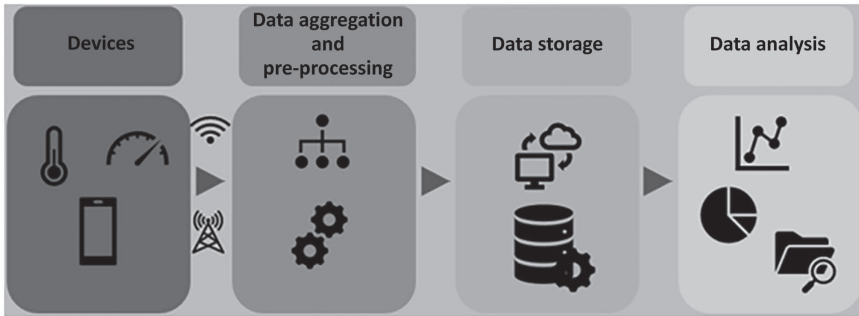 Devices
Data aggregation
and
pre-processing
Data storage
Data analysis